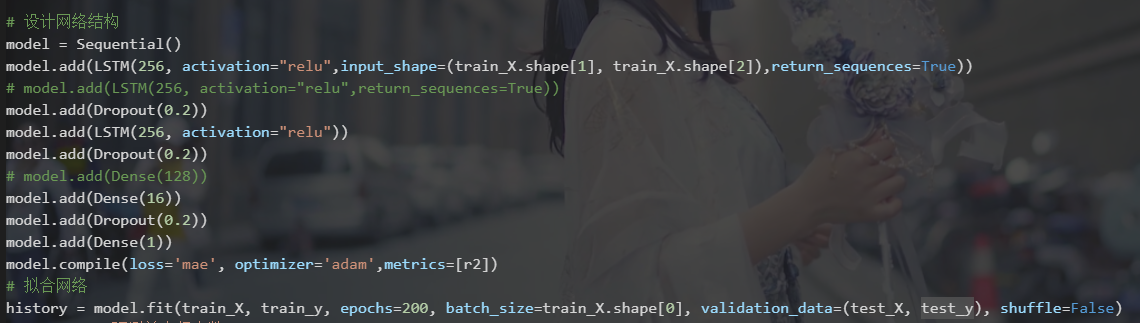 # 设计网络结构
model = Sequential()
model.add(LSTM(256, activation="relu",input_shape=(train_X.shape[1], train_X.shape[2]),return_sequences=True))
# model.add(LSTM(256, activation="relu",return_sequences=True))
model.add(Dropout(0.2))
model.add(LSTM(256, activation="relu"))
model.add(Dropout(0.2))
# model.add(Dense(128))
model.add(Dense(16))
model.add(Dropout(0.2))
model.add(Dense(1))
model.compile(loss='mae', optimizer='adam',metrics=[r2])
# 拟合网络
history = model.fit(train_X, train_y, epochs=200, batch_size=train_X.shape[0], validation_data=(test_X, test_y), shuffle=False)